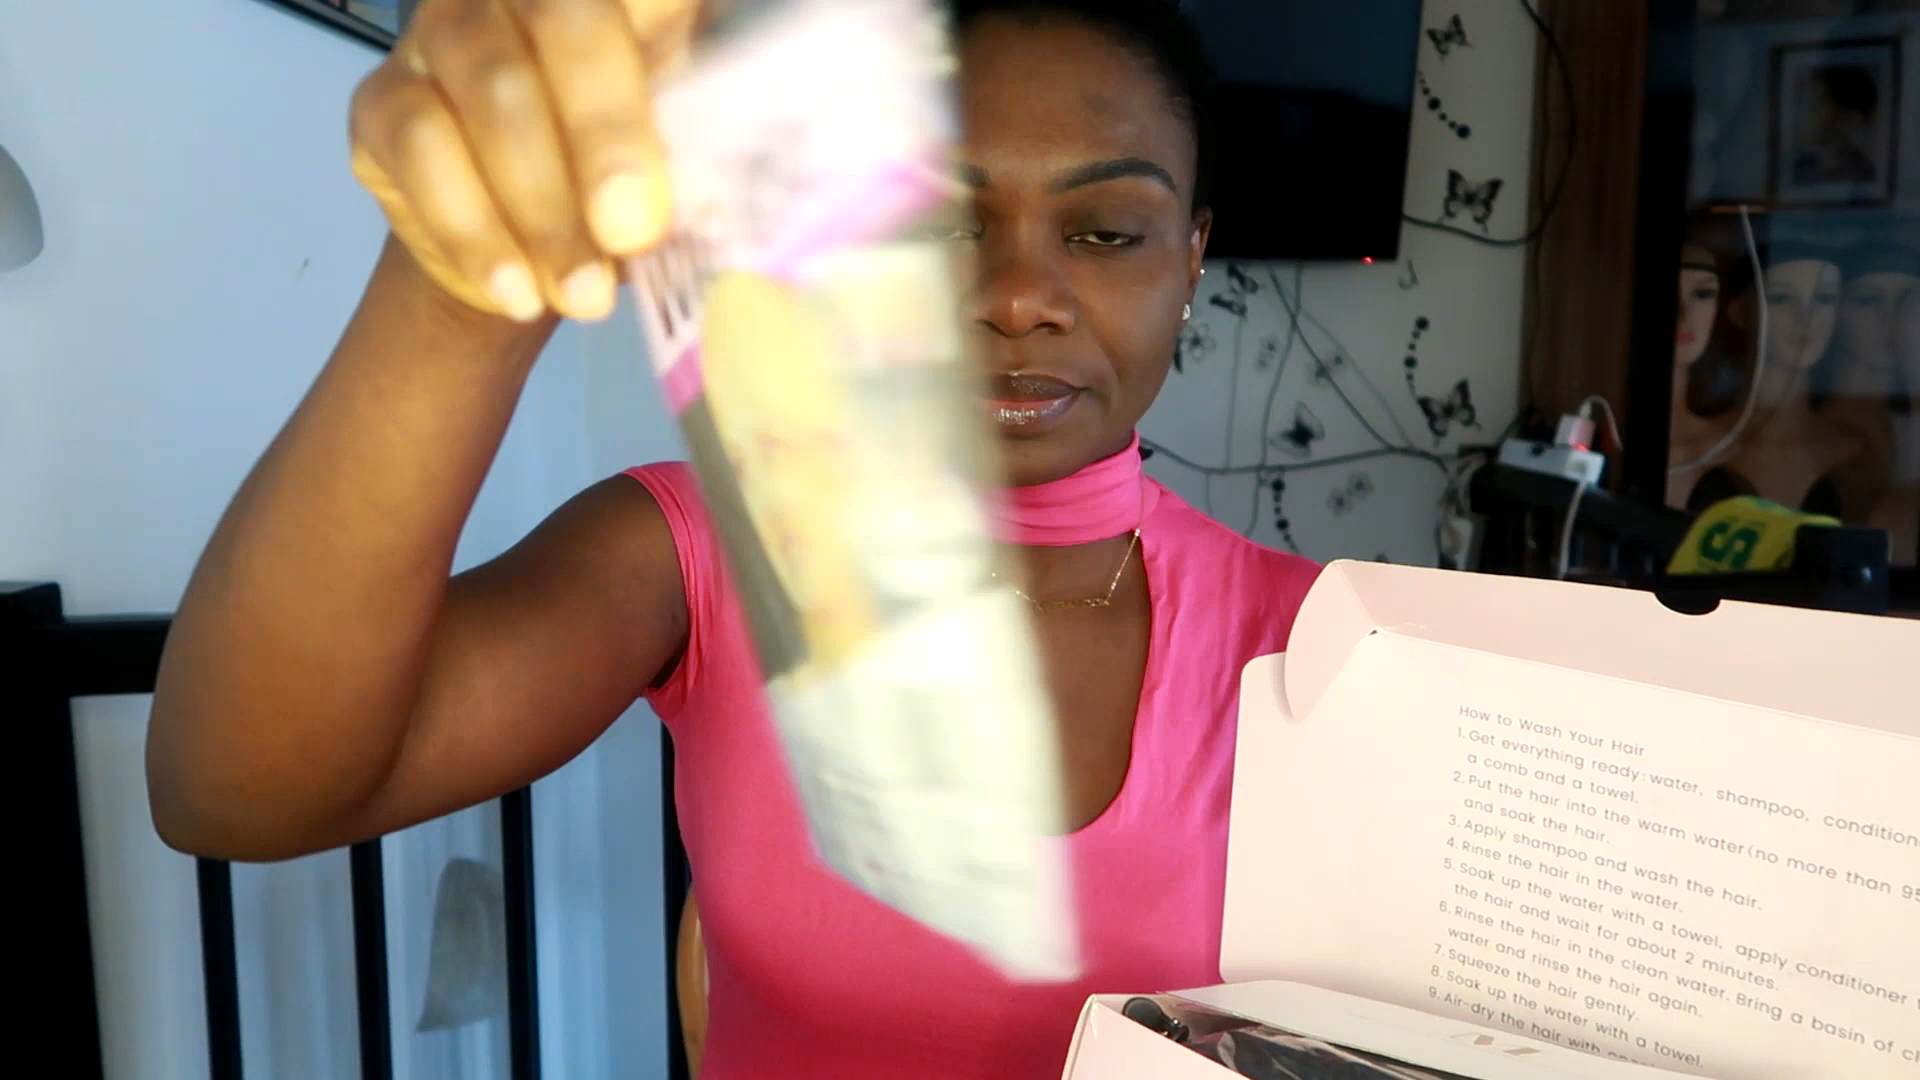 How to Wash Your Hair
1. Get everything ready: water, shampoo,
a comb and a towel.
2. Put the hair into the warm water (no more than
and soak the hair.
3. Apply shampoo and wash the hair.
4. Rinse the hair in the water.
5. Soak up the water with a towel, apply conditioner
the hair and wait for about 2 minutes.
6. Rinse the hair in the clean water. Bring a basin of
water and rinse the hair again.
7. Squeeze the hair gently.
8. Soak up the water with a towel.
9. Air-dry the hair with